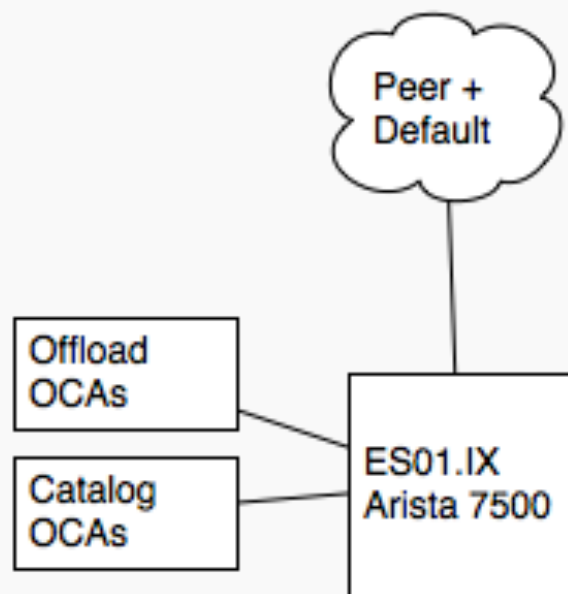 Peer +
Default
Offload
OCAs
Catalog
OCAs
ES01.IX
Arista 7500